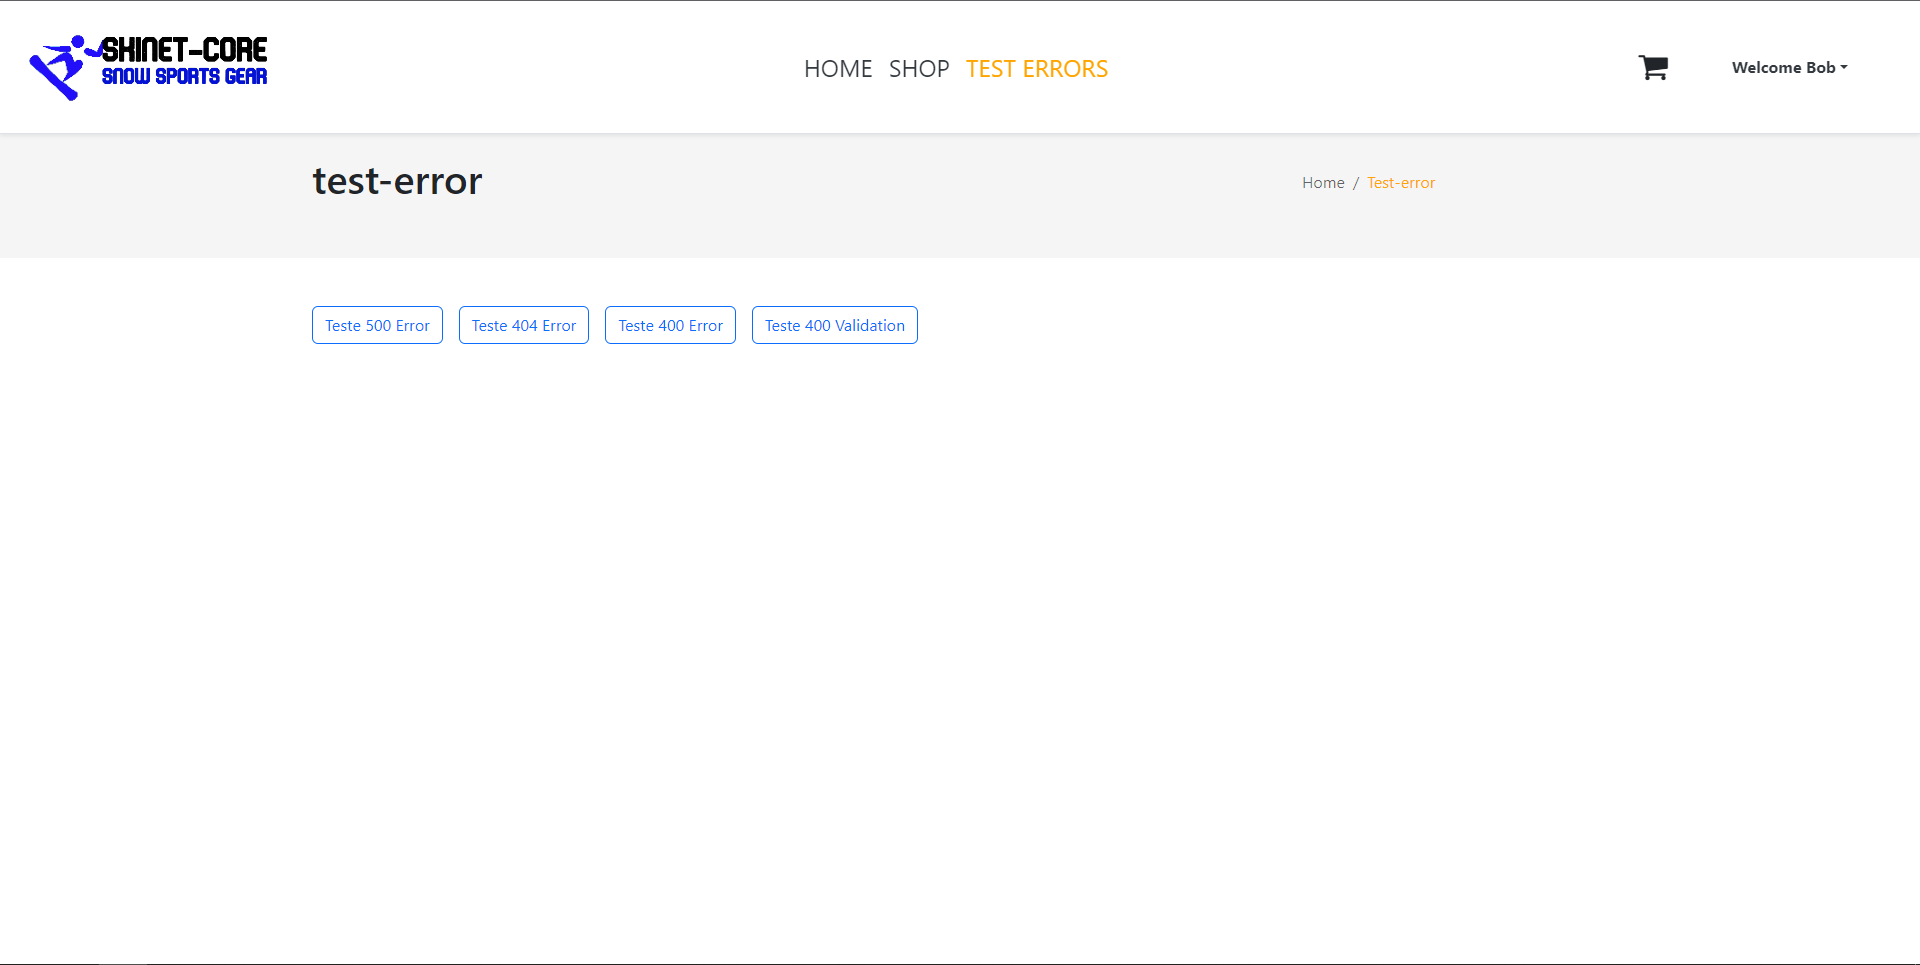 SKINET-CORE
SNOW SPORTS GEAR
HOME SHOP TEST ERRORS
Welcome Bob
test-error
Home / Test-error
Teste 500 Error
Teste 404 Error
Teste 400 Error
Teste 400 Validation